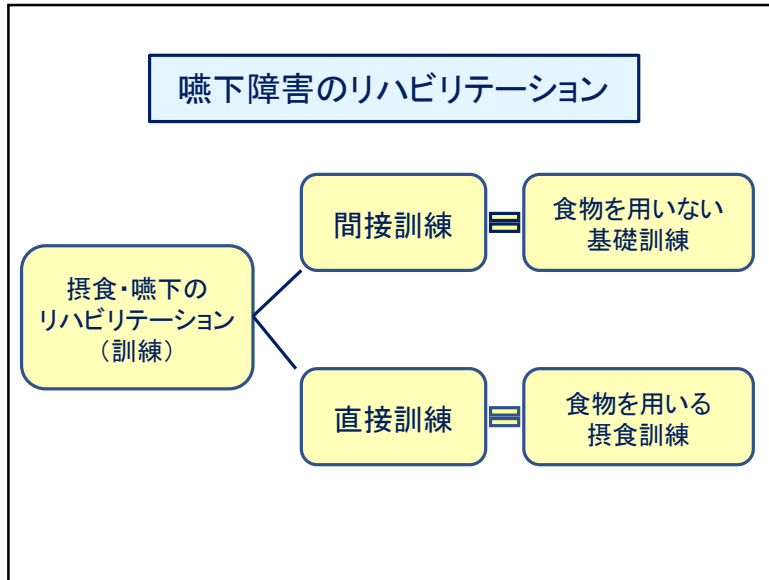 嚥下障害のリハビリテーション
摂食・嚥下の
リハビリテーション
（訓練）
間接訓練
食物を用いない
基礎訓練
直接訓練
食物を用いる
摂食訓練